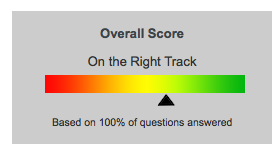 Overall Score
On the Right Track
Based on 100% of questions answered